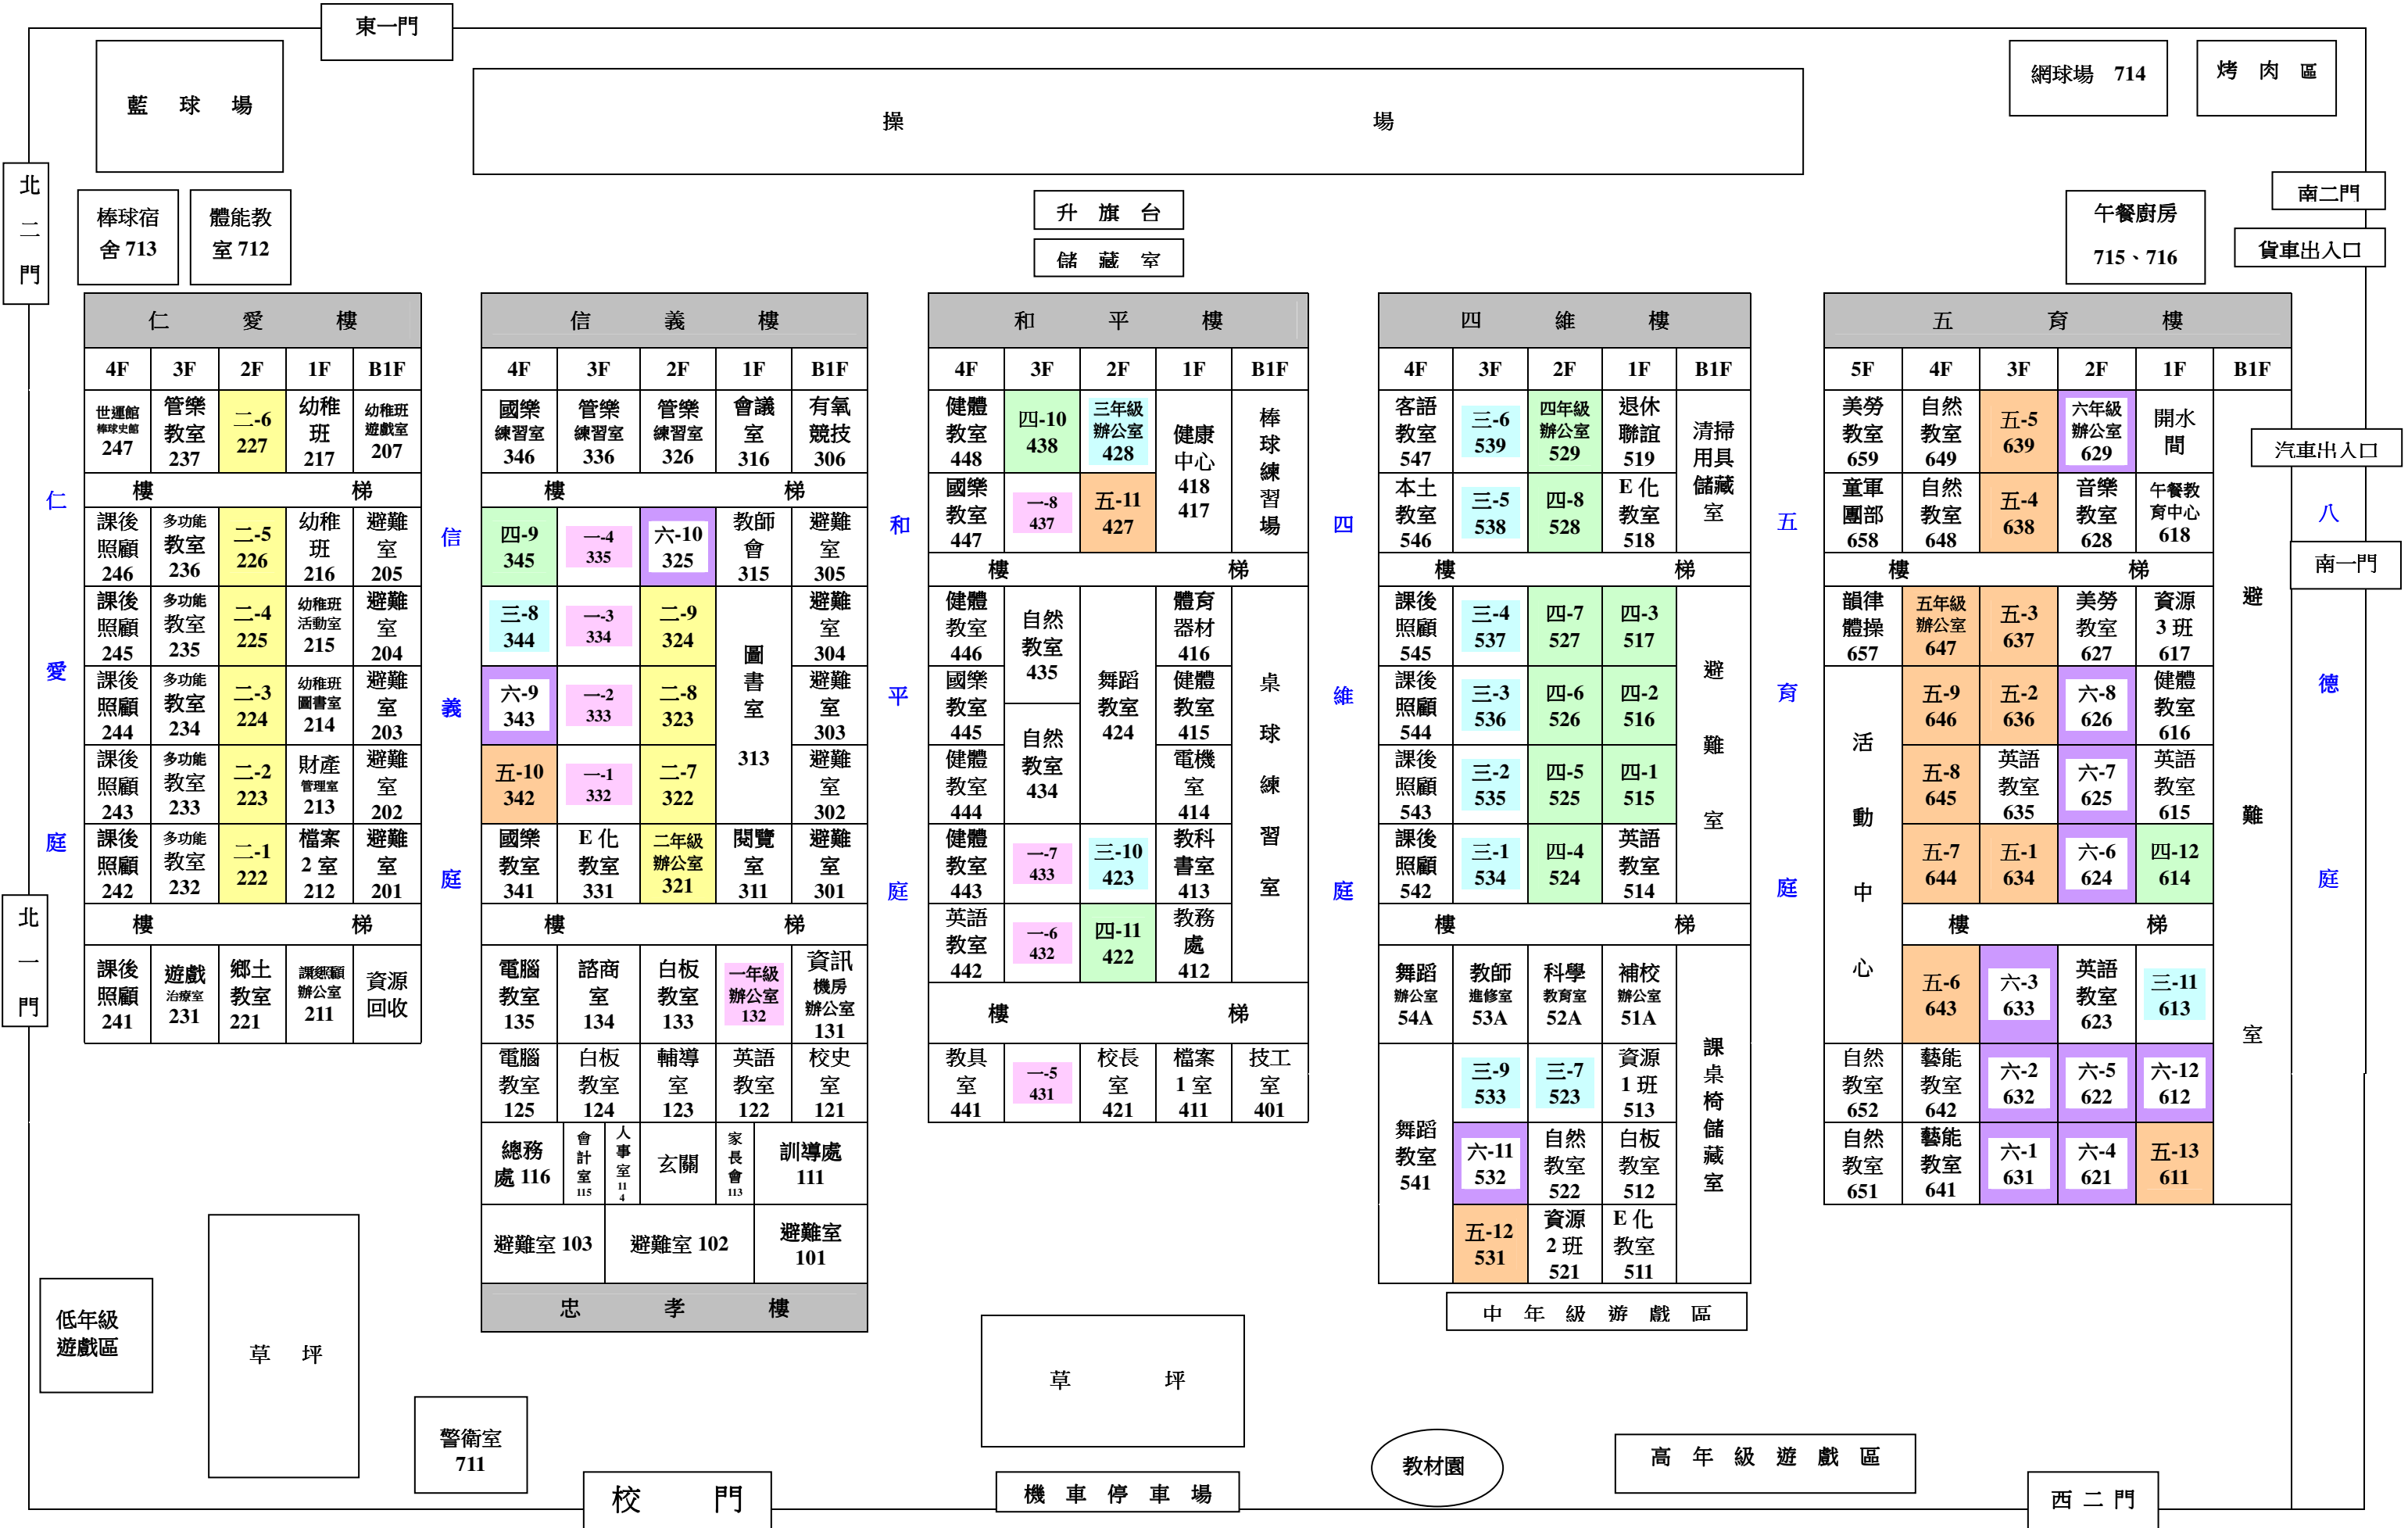 東一門
藍 球 場
操 場
網球場 714
烤 肉 區
北二門
棒球宿
舍 713
體能教
室 712
升 旗 台
儲 藏 室
午餐廚房
715、716
南二門
貨車出入口
仁 愛 樓
4F 3F 2F 1F B1F
世運館 棒球史館 247
管樂教室 237
二-6 227
幼稚班 217
幼稚班遊戲室 207
樓 梯
課後照顧 246
多功能教室 236
二-5 226
幼稚班 216
避難室 205
課後照顧 245
多功能教室 235
二-4 225
幼稚班活動室 215
避難室 204
課後照顧 244
多功能教室 234
二-3 224
幼稚班圖書室 214
避難室 203
課後照顧 243
多功能教室 233
二-2 223
財產管理室 213
避難室 202
課後照顧 242
多功能教室 232
二-1 222
檔案 2 室 212
避難室 201
樓 梯
課後照顧 241
遊戲治療室 231
鄉土教室 221
課後照顧辦公室 211
資源回收
仁 愛 庭
北一門
信 義 樓
4F 3F 2F 1F B1F
國樂練習室 346
管樂練習室 336
管樂練習室 326
會議室 316
有氧競技 306
樓 梯
四-9 345
一-4 335
六-10 325
教師會 315
避難室 305
三-8 344
一-3 334
二-9 324
圖書室 313
避難室 304
六-9 343
一-2 333
二-8 323
避難室 303
五-10 342
一-1 332
二-7 322
避難室 302
國樂教室 341
E 化教室 331
二年級辦公室 321
閱覽室 311
避難室 301
樓 梯
電腦教室 135
諮商室 134
白板教室 133
一年級辦公室 132
資訊機房辦公室 131
電腦教室 125
白板教室 124
輔導室 123
英語教室 122
校史室 121
總務處 116
會計室 115
人事室 114
玄關
家長會 113
訓導處 111
避難室 103
避難室 102
避難室 101
忠 孝 樓
信 義 庭
和 平 樓
4F 3F 2F 1F B1F
健體教室 448
四-10 438
三年級辦公室 428
健康中心 418 417
棒球練習場
國樂教室 447
一-8 437
五-11 427
樓 梯
健體教室 446
自然教室 435
舞蹈教室 424
體育器材 416
桌球練習室
國樂教室 445
健體教室 415
自然教室 434
健體教室 444
電機室 414
健體教室 443
一-7 433
三-10 423
教科書室 413
英語教室 442
一-6 432
四-11 422
教務處 412
樓 梯
教具室 441
一-5 431
校長室 421
檔案 1 室 411
技工室 401
和 平 庭
四 維 樓
4F 3F 2F 1F B1F
客語教室 547
三-6 539
四年級辦公室 529
退休聯誼 519
清掃用具儲藏室
本土教室 546
三-5 538
四-8 528
E 化教室 518
樓 梯
課後照顧 545
三-4 537
四-7 527
四-3 517
避難室
課後照顧 544
三-3 536
四-6 526
四-2 516
課後照顧 543
三-2 535
四-5 525
四-1 515
課後照顧 542
三-1 534
四-4 524
英語教室 514
樓 梯
舞蹈辦公室 54A
教師進修室 53A
科學教育室 52A
補校辦公室 51A
課桌椅儲藏室
舞蹈教室 541
三-9 533
三-7 523
資源 1 班 513
六-11 532
自然教室 522
白板教室 512
五-12 531
資源 2 班 521
E 化教室 511
中 年 級 遊 戲 區
四 維 庭
五 育 樓
5F 4F 3F 2F 1F B1F
美勞教室 659
自然教室 649
五-5 639
六年級辦公室 629
開水間
避難室
童軍團部 658
自然教室 648
五-4 638
音樂教室 628
午餐教育中心 618
樓 梯
韻律體操 657
五年級辦公室 647
五-3 637
美勞教室 627
資源 3 班 617
活動中心
五-9 646
五-2 636
六-8 626
健體教室 616
五-8 645
英語教室 635
六-7 625
英語教室 615
五-7 644
五-1 634
六-6 624
四-12 614
樓 梯
五-6 643
六-3 633
英語教室 623
三-11 613
自然教室 652
藝能教室 642
六-2 632
六-5 622
六-12 612
自然教室 651
藝能教室 641
六-1 631
六-4 621
五-13 611
五 育 庭
汽車出入口
八 德 庭
南一門
低年級
遊戲區
草 坪
警衛室
711
校 門
草 坪
機 車 停 車 場
教材園
高 年 級 遊 戲 區
西 二 門